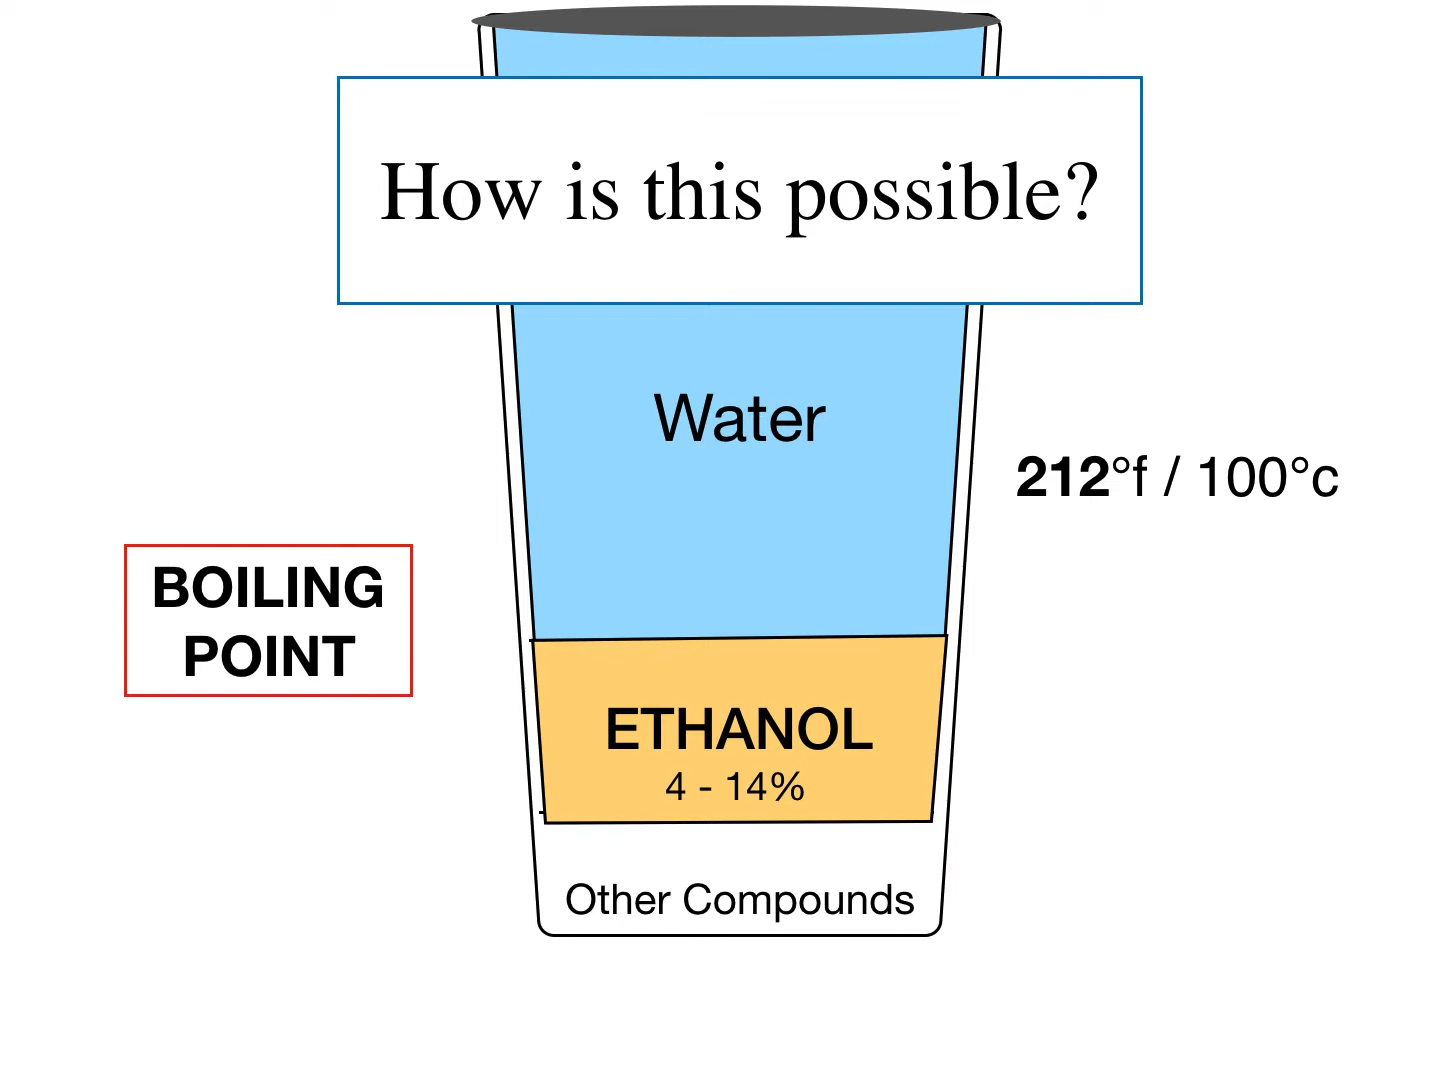 How is this possible?
Water
212°f / 100°c
BOILING
POINT
ETHANOL
4 - 14%
Other Compounds